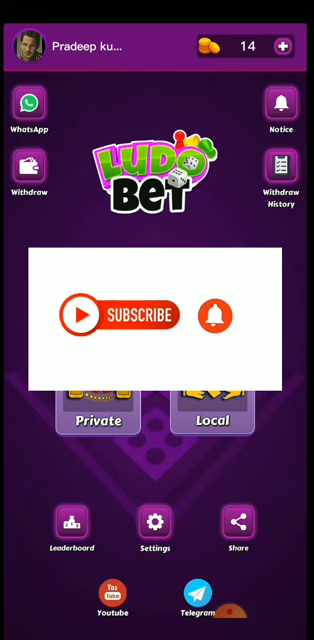 Pradeep ku...
14
WhatsApp
Notice
LUDO
BET
Withdraw
Withdraw
History
SUBSCRIBE
Private
Local
Leaderboard
Settings
Share
You
Tube
Youtube
Telegram